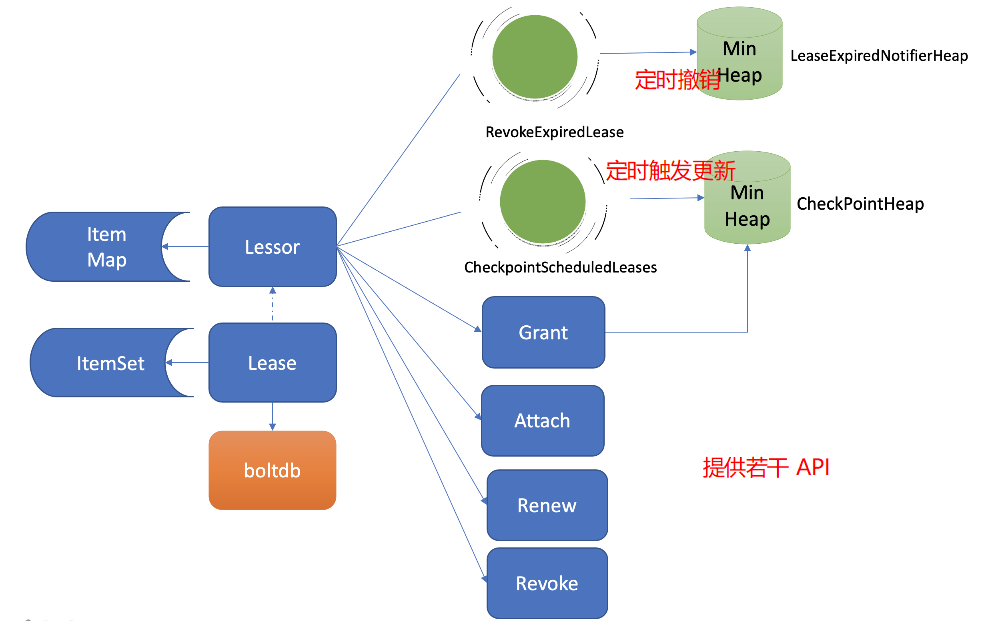 Min
Heap
LeaseExpiredNotifierHeap
定时撤销
RevokeExpiredLease
定时触发更新
Min
Heap
CheckPointHeap
CheckpointScheduledLeases
Item
Map
Lessor
Grant
ItemSet
Lease
Attach
boltdb
提供若干 API
Renew
Revoke